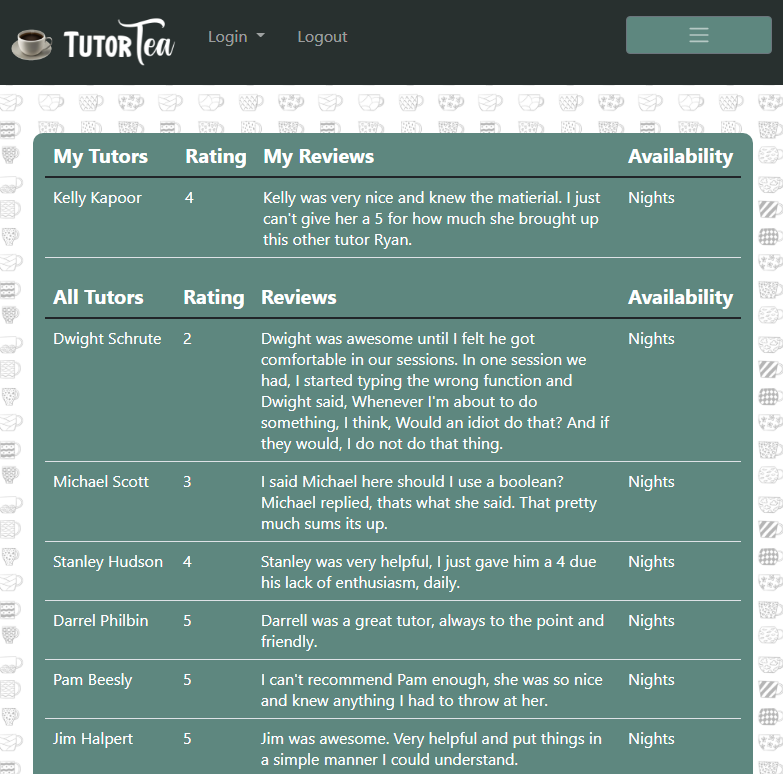 TUTORTea Login Logout
My Tutors Rating My Reviews Availability
Kelly Kapoor 4 Kelly was very nice and knew the matierial. I just Nights
can't give her a 5 for how much she brought up
this other tutor Ryan.
All Tutors Rating Reviews Availability
Dwight Schrute 2 Dwight was awesome until I felt he got Nights
comfortable in our sessions. In one session we
had, I started typing the wrong function and
Dwight said, Whenever I'm about to do
something, I think, Would an idiot do that? And if
they would, I do not do that thing.
Michael Scott 3 I said Michael here should I use a boolean? Nights
Michael replied, thats what she said. That pretty
much sums its up.
Stanley Hudson 4 Stanley was very helpful, I just gave him a 4 due Nights
his lack of enthusiasm, daily.
Darrel Philbin 5 Darrell was a great tutor, always to the point and Nights
friendly.
Pam Beesly 5 I can't recommend Pam enough, she was so nice Nights
and knew anything I had to throw at her.
Jim Halpert 5 Jim was awesome. Very helpful and put things in Nights
a simple manner I could understand.